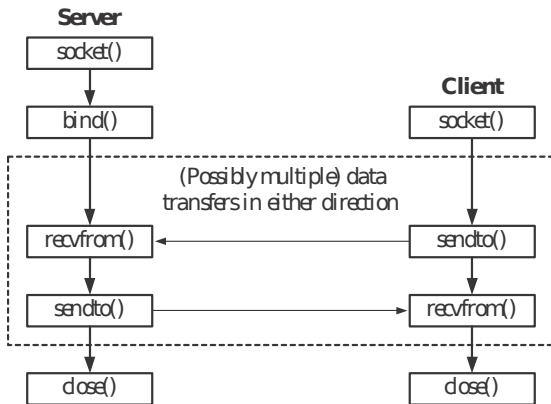 Server
socket()
Client
bind()
socket()
(Possibly multiple) data
transfers in either direction
recvfrom()
sendto()
sendto()
recvfrom()
close()
close()